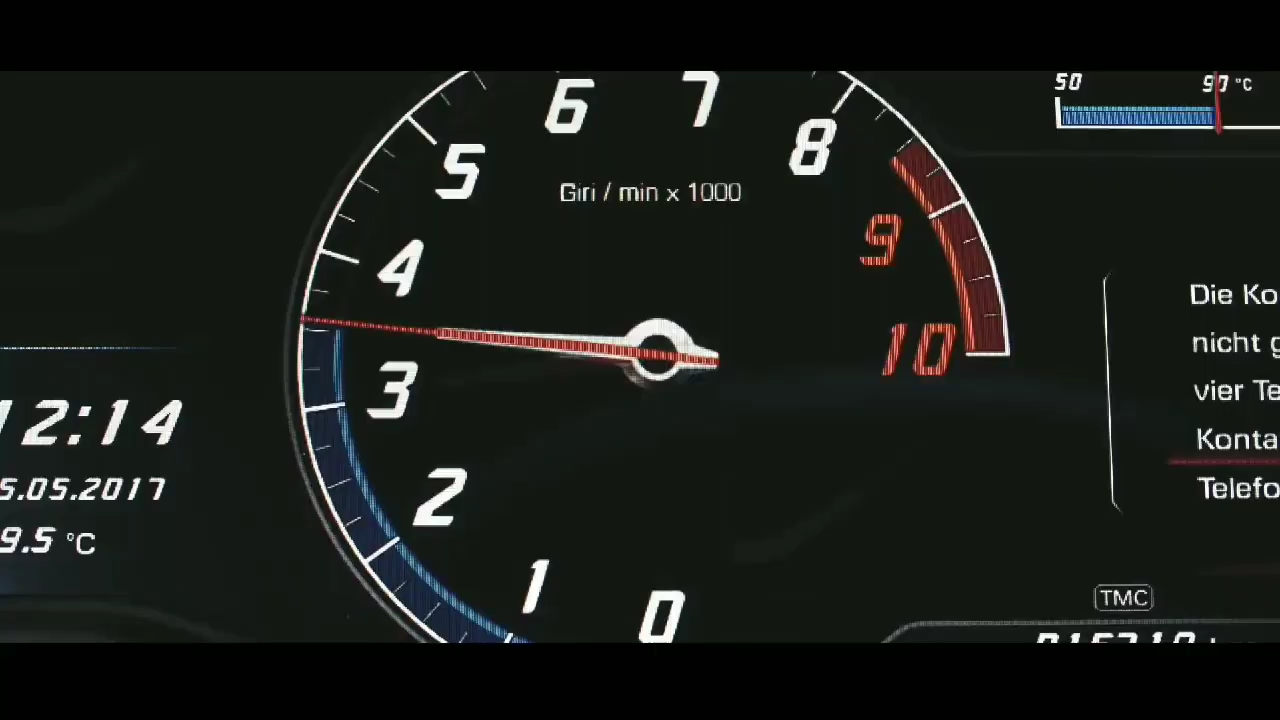 50 90 °C
6 7
5 8
Giri / min x 1000
9
4
Die Ko
nicht g
10
3
vier Te
12:14
Konta
2
5.05.2017
Telefo
9.5 °C
1
0
TMC